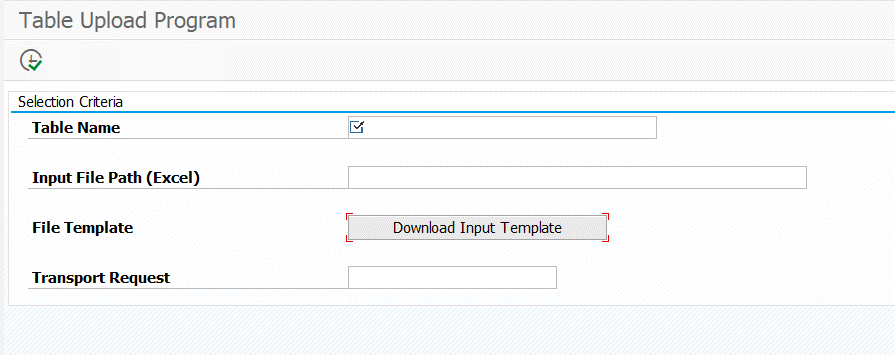 Table Upload Program
Selection Criteria
Table Name
Input File Path (Excel)
File Template Download Input Template
Transport Request